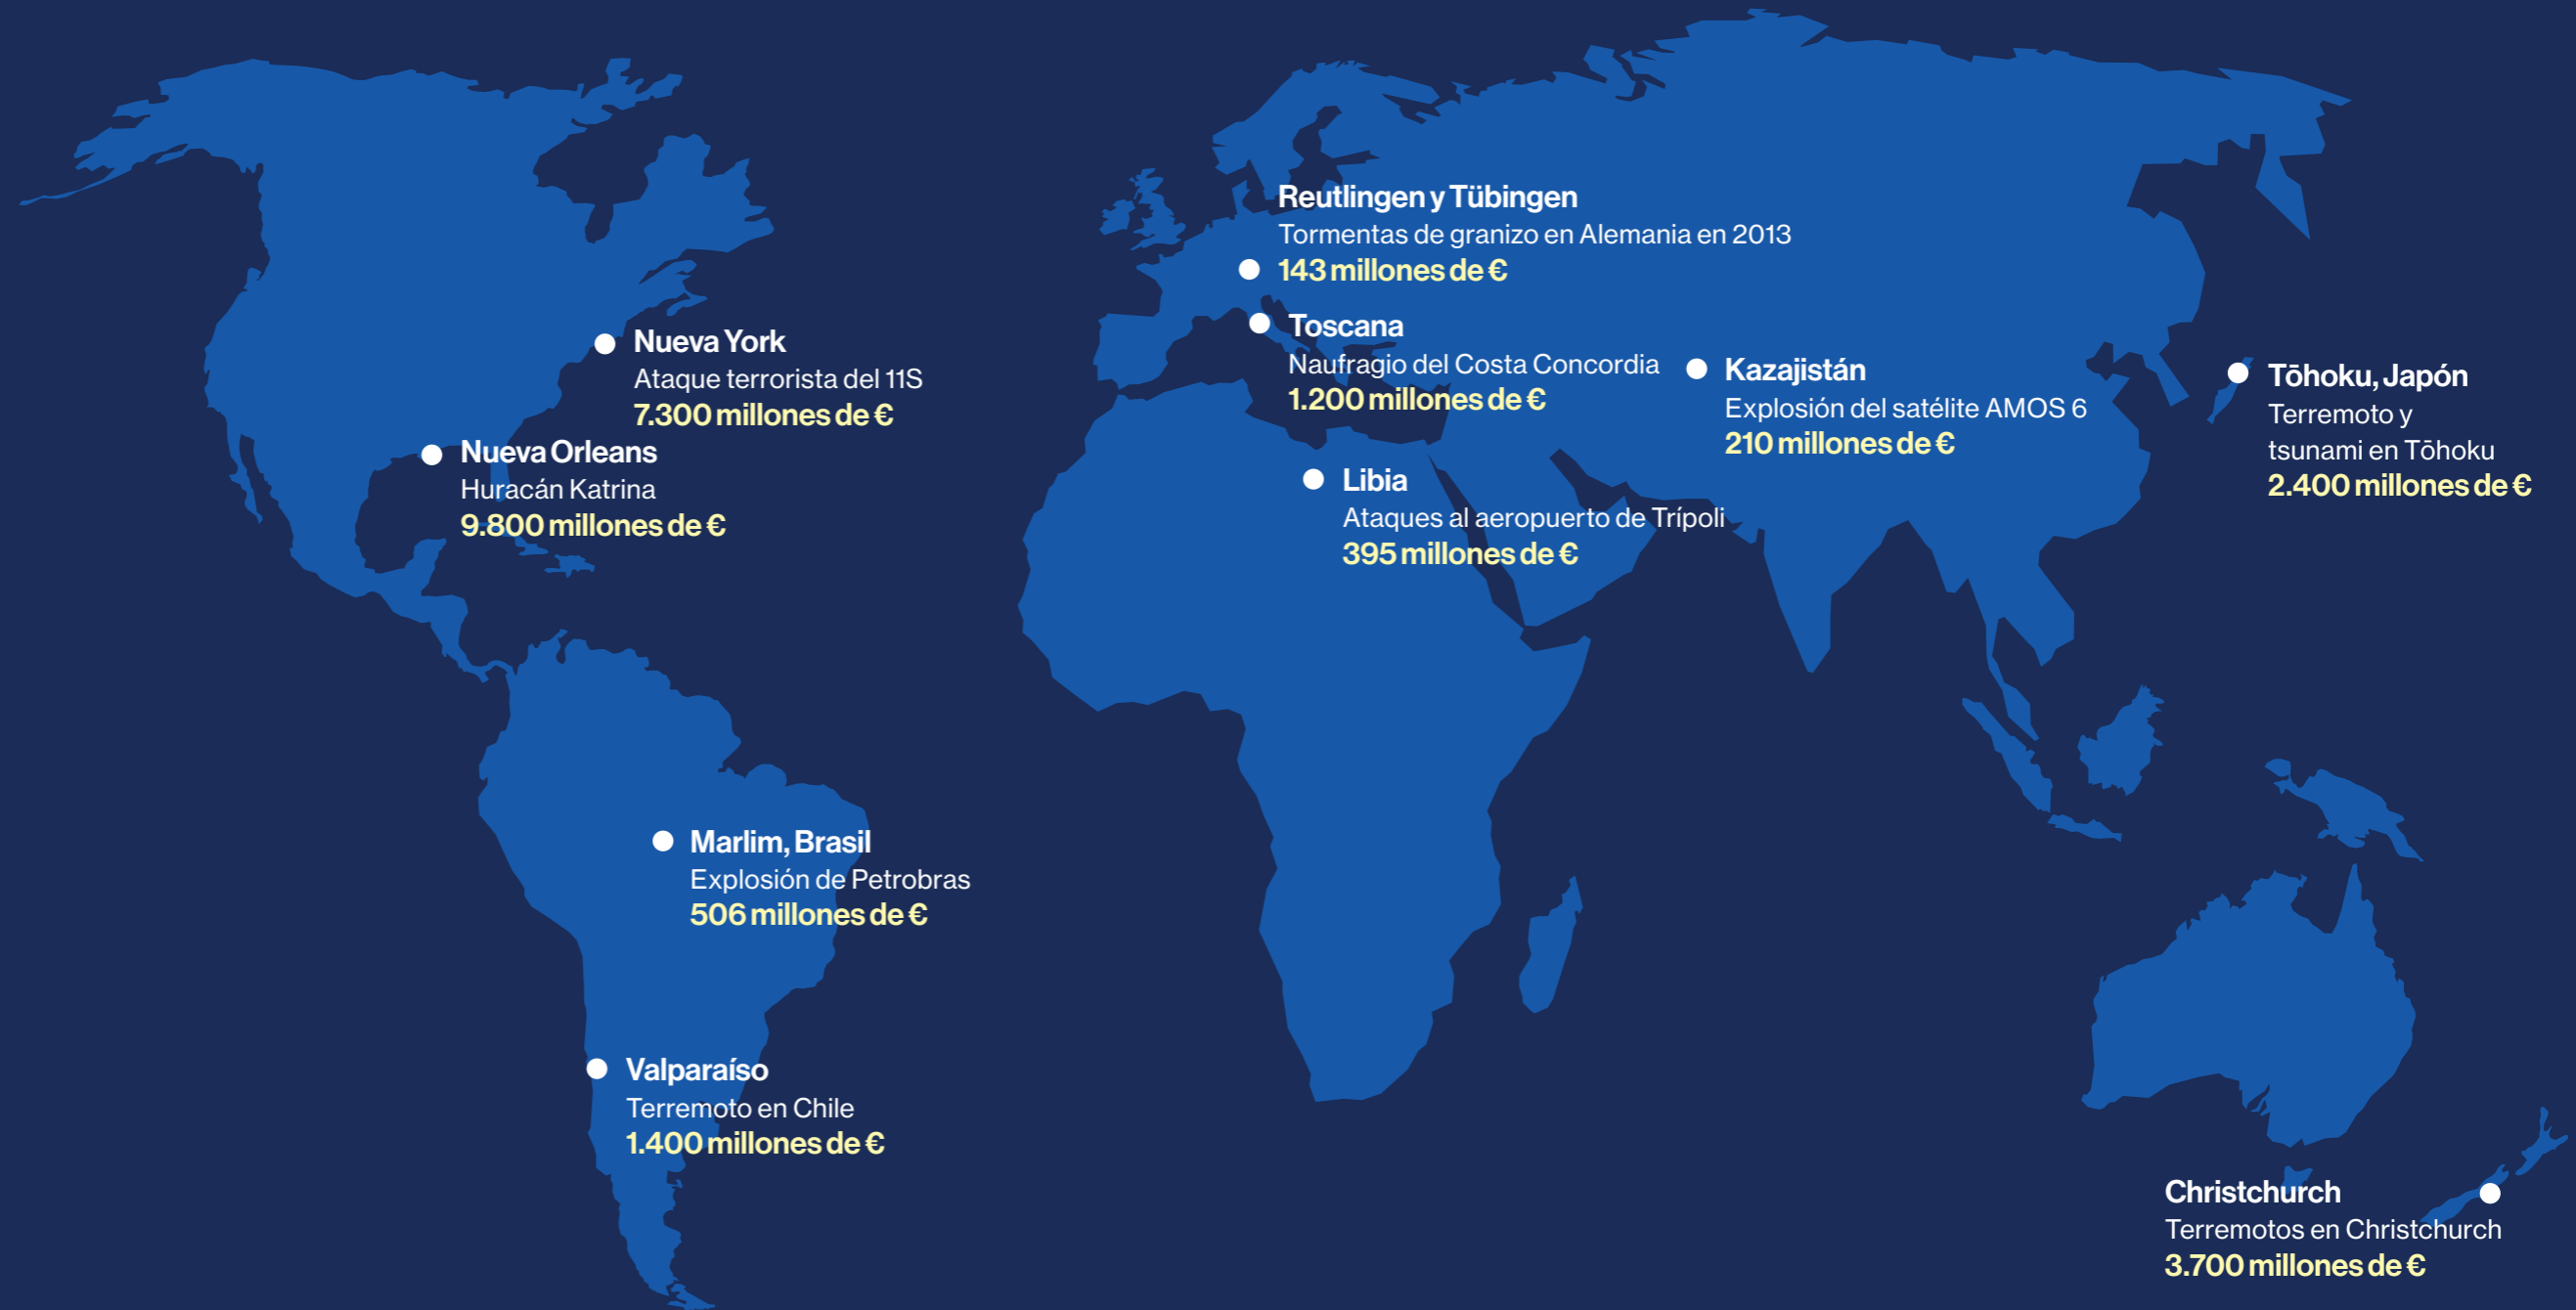 Reutlingen y Tübingen
Tormentas de granizo en Alemania en 2013
143 millones de €
Nueva York
Ataque terrorista del 11S
7.300 millones de €
Toscana
Naufragio del Costa Concordia
1.200 millones de €
Kazajistán
Explosión del satélite AMOS 6
210 millones de €
Tōhoku, Japón
Terremoto y
tsunami en Tōhoku
2.400 millones de €
Nueva Orleans
Huracán Katrina
9.800 millones de €
Libia
Ataques al aeropuerto de Trípoli
395 millones de €
Marlim, Brasil
Explosión de Petrobras
506 millones de €
Valparaíso
Terremoto en Chile
1.400 millones de €
Christchurch
Terremotos en Christchurch
3.700 millones de €